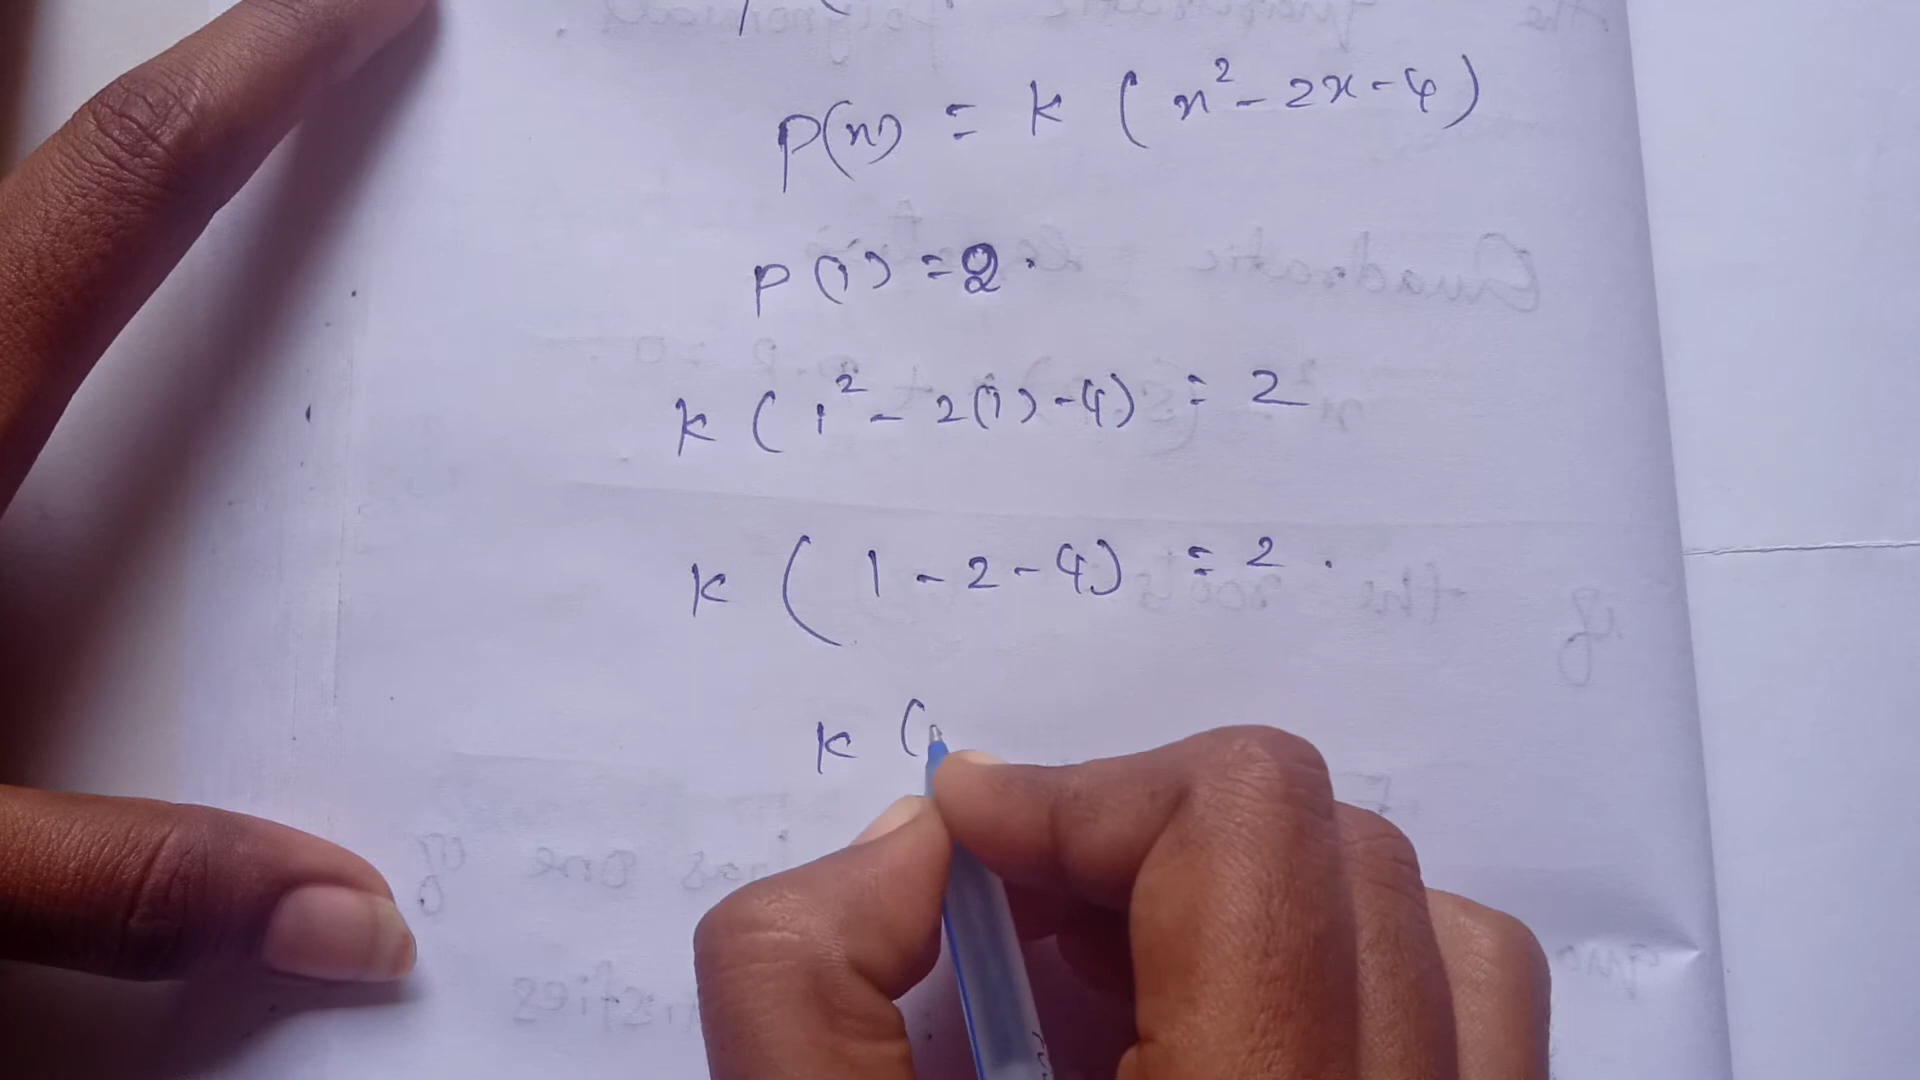 P(x) = k (x² - 2x - 4)
P(1) = 2.
k (1² - 2(1) - 4) = 2
k (1 - 2 - 4) = 2.
k (